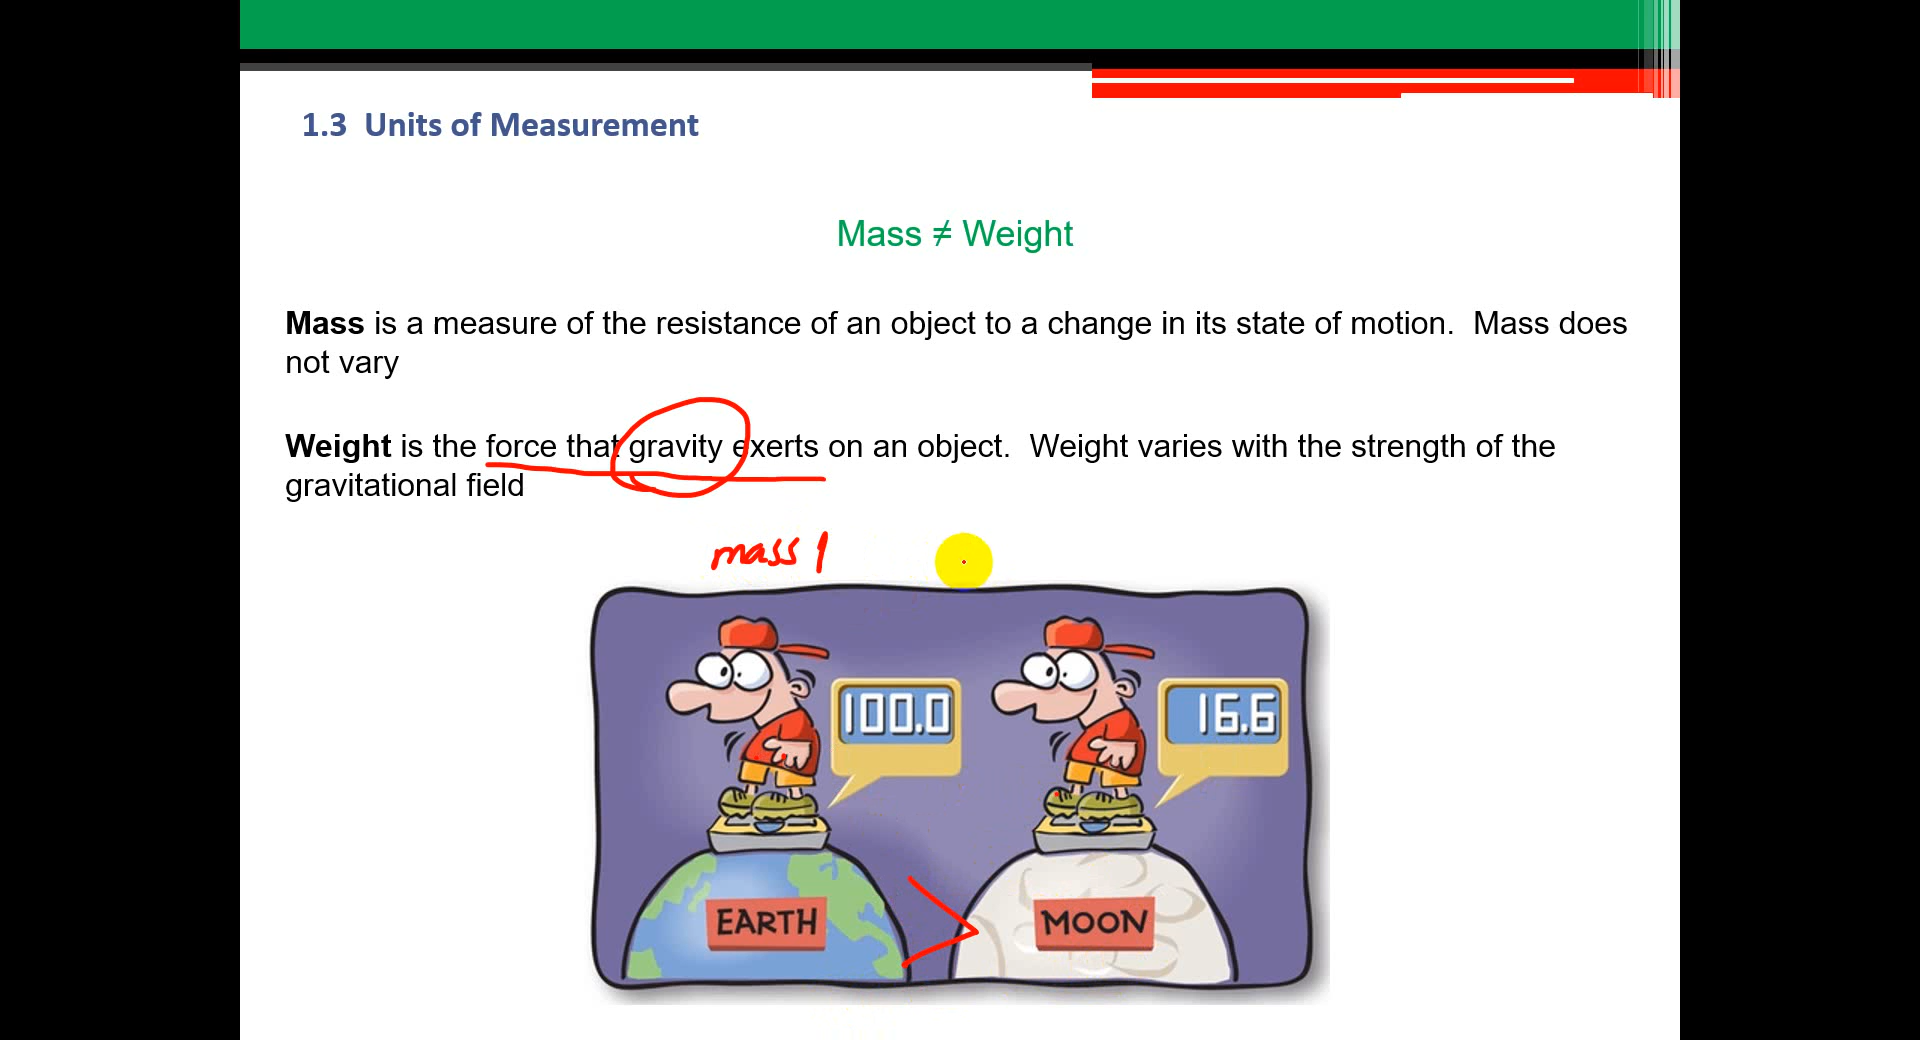 1.3  Units of Measurement
Mass ≠ Weight
Mass is a measure of the resistance of an object to a change in its state of motion.  Mass does
not vary
Weight is the force that gravity exerts on an object.  Weight varies with the strength of the
gravitational field
mass 1
100.0
16.6
EARTH
>
MOON